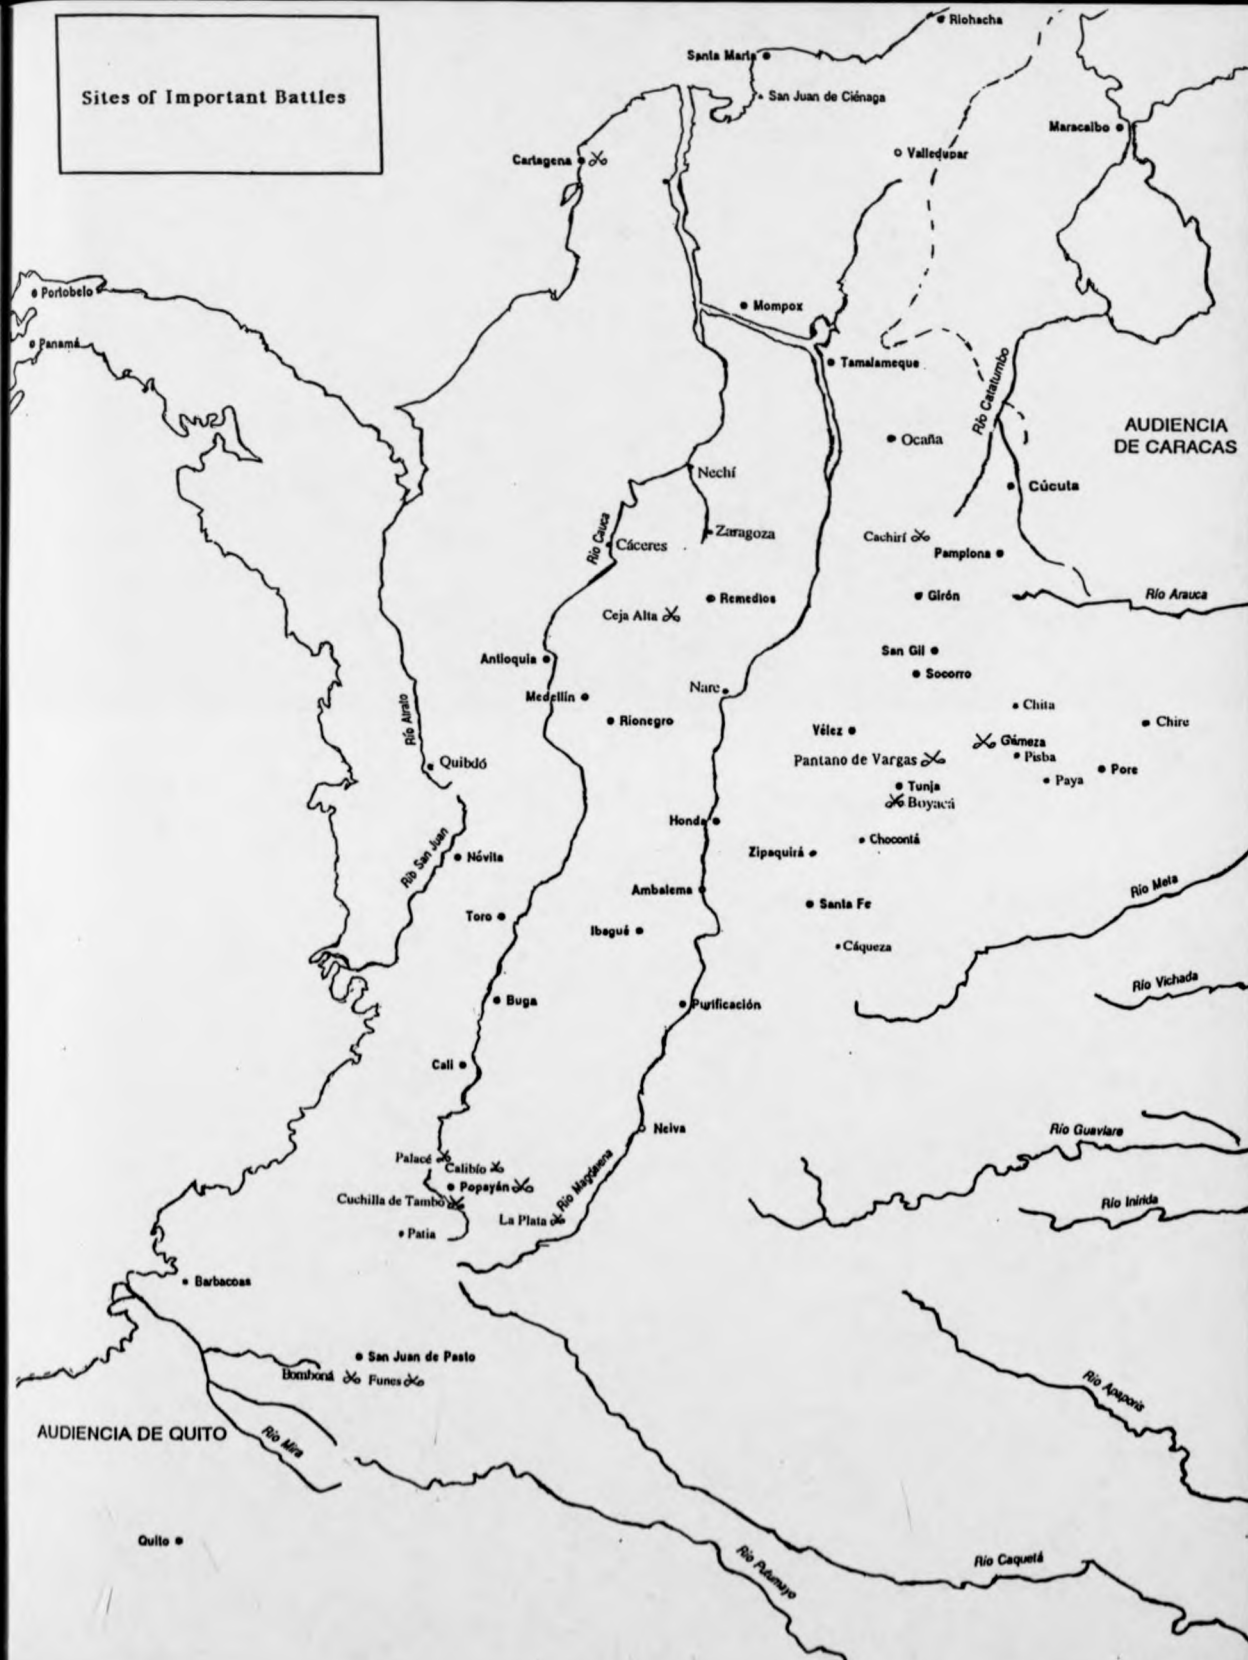 Sites of Important Battles
Riohacha
Santa Marta
San Juan de Ciénaga
Maracaibo
Cartagena
Valledupar
Portobelo
Mompox
Panamá
Tamalameque
Río Catatumbo
AUDIENCIA
DE CARACAS
Ocaña
Nechí
Cúcuta
Río Cauca
Zaragoza
Cáceres
Cachirí
Pamplona
Remedios
Girón
Río Arauca
Ceja Alta
San Gil
Antioquia
Socorro
Medellín
Nare
Río Atrato
Rionegro
Chita
Chire
Vélez
Gámeza
Pantano de Vargas
Pisba
Quibdó
Pore
Tunja
Paya
Boyacá
Honda
Chocontá
Río San Juan
Nóvita
Zipaquirá
Río Meta
Ambalema
Santa Fe
Toro
Ibagué
Cáqueza
Río Vichada
Buga
Purificación
Cali
Neiva
Río Guaviare
Palacé
Calibío
Popayán
Río Magdalena
Cuchilla de Tambo
Río Inírida
La Plata
Patia
Barbacoas
San Juan de Pasto
Bomboná
Funes
Río Apaporis
AUDIENCIA DE QUITO
Río Mira
Quito
Río Putumayo
Río Caquetá